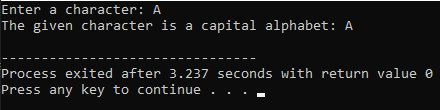 Enter a character: A
The given character is a capital alphabet: A
--------------------------------
Process exited after 3.237 seconds with return value 0
Press any key to continue . . .